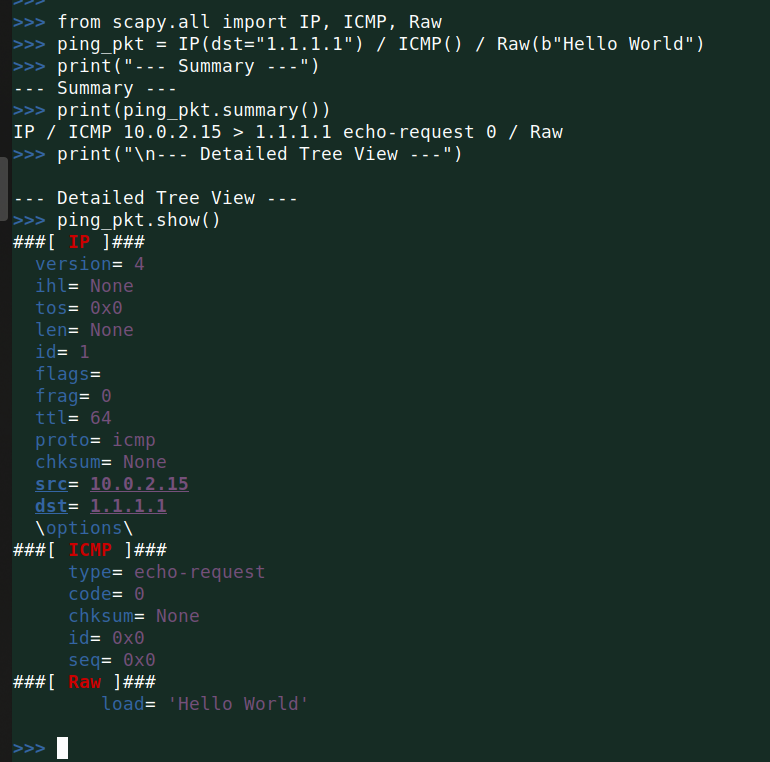 >>>
>>> from scapy.all import IP, ICMP, Raw
>>> ping_pkt = IP(dst="1.1.1.1") / ICMP() / Raw(b"Hello World")
>>> print("--- Summary ---")
--- Summary ---
>>> print(ping_pkt.summary())
IP / ICMP 10.0.2.15 > 1.1.1.1 echo-request 0 / Raw
>>> print("\n--- Detailed Tree View ---")

--- Detailed Tree View ---
>>> ping_pkt.show()
###[ IP ]###
  version= 4
  ihl= None
  tos= 0x0
  len= None
  id= 1
  flags=
  frag= 0
  ttl= 64
  proto= icmp
  chksum= None
  src= 10.0.2.15
  dst= 1.1.1.1
  \options\
###[ ICMP ]###
     type= echo-request
     code= 0
     chksum= None
     id= 0x0
     seq= 0x0
###[ Raw ]###
        load= 'Hello World'

>>>